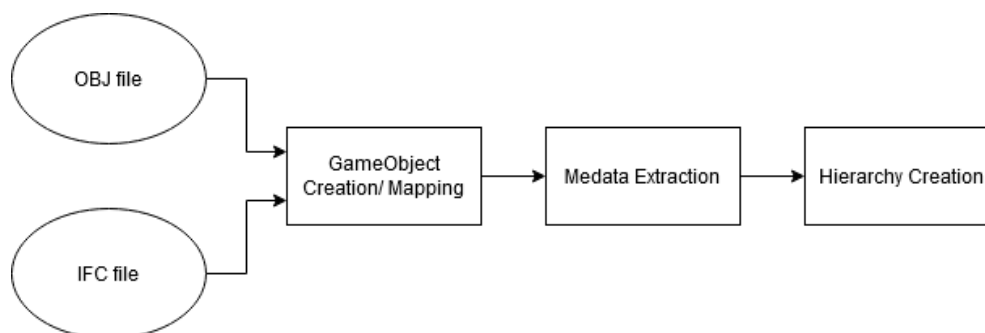 OBJ file
GameObject
Creation/ Mapping
Medata Extraction
Hierarchy Creation
IFC file